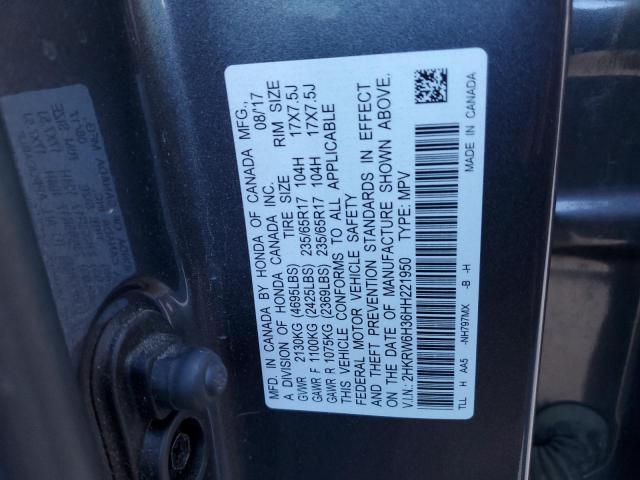 MFD. IN CANADA BY HONDA OF CANADA MFG.,
A DIVISION OF HONDA CANADA INC. 08/17
TIRE SIZE RIM SIZE
GVWR 2130KG (4695LBS)
GAWR F 1100KG (2425LBS) 235/65R17 104H 17X7.5J
GAWR R 1075KG (2369LBS) 235/65R17 104H 17X7.5J
THIS VEHICLE CONFORMS TO ALL APPLICABLE
FEDERAL MOTOR VEHICLE SAFETY
AND THEFT PREVENTION STANDARDS IN EFFECT
ON THE DATE OF MANUFACTURE SHOWN ABOVE.
V.I.N: 2HKRW6H36HH221950 TYPE: MPV
TLL H AA5 -NH797MX -B -H MADE IN CANADA